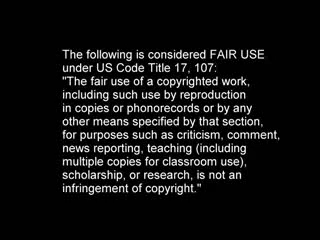 The following is considered FAIR USE
under US Code Title 17, 107:
"The fair use of a copyrighted work,
including such use by reproduction
in copies or phonorecords or by any
other means specified by that section,
for purposes such as criticism, comment,
news reporting, teaching (including
multiple copies for classroom use),
scholarship, or research, is not an
infringement of copyright."